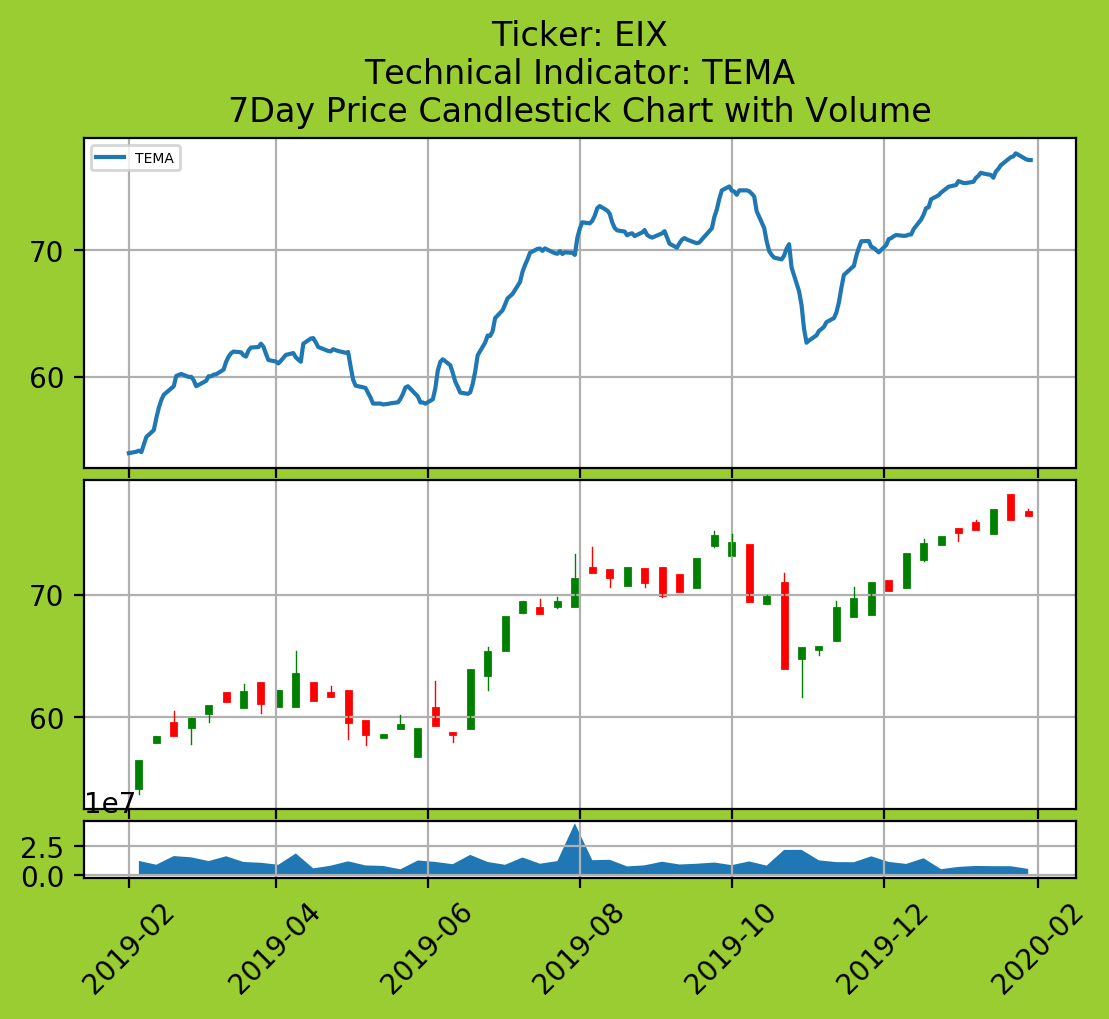 Ticker: EIX
Technical Indicator: TEMA
7Day Price Candlestick Chart with Volume
TEMA
70
60
70
60
1e7
2.5
0.0
2019-02
2019-04
2019-06
2019-08
2019-10
2019-12
2020-02